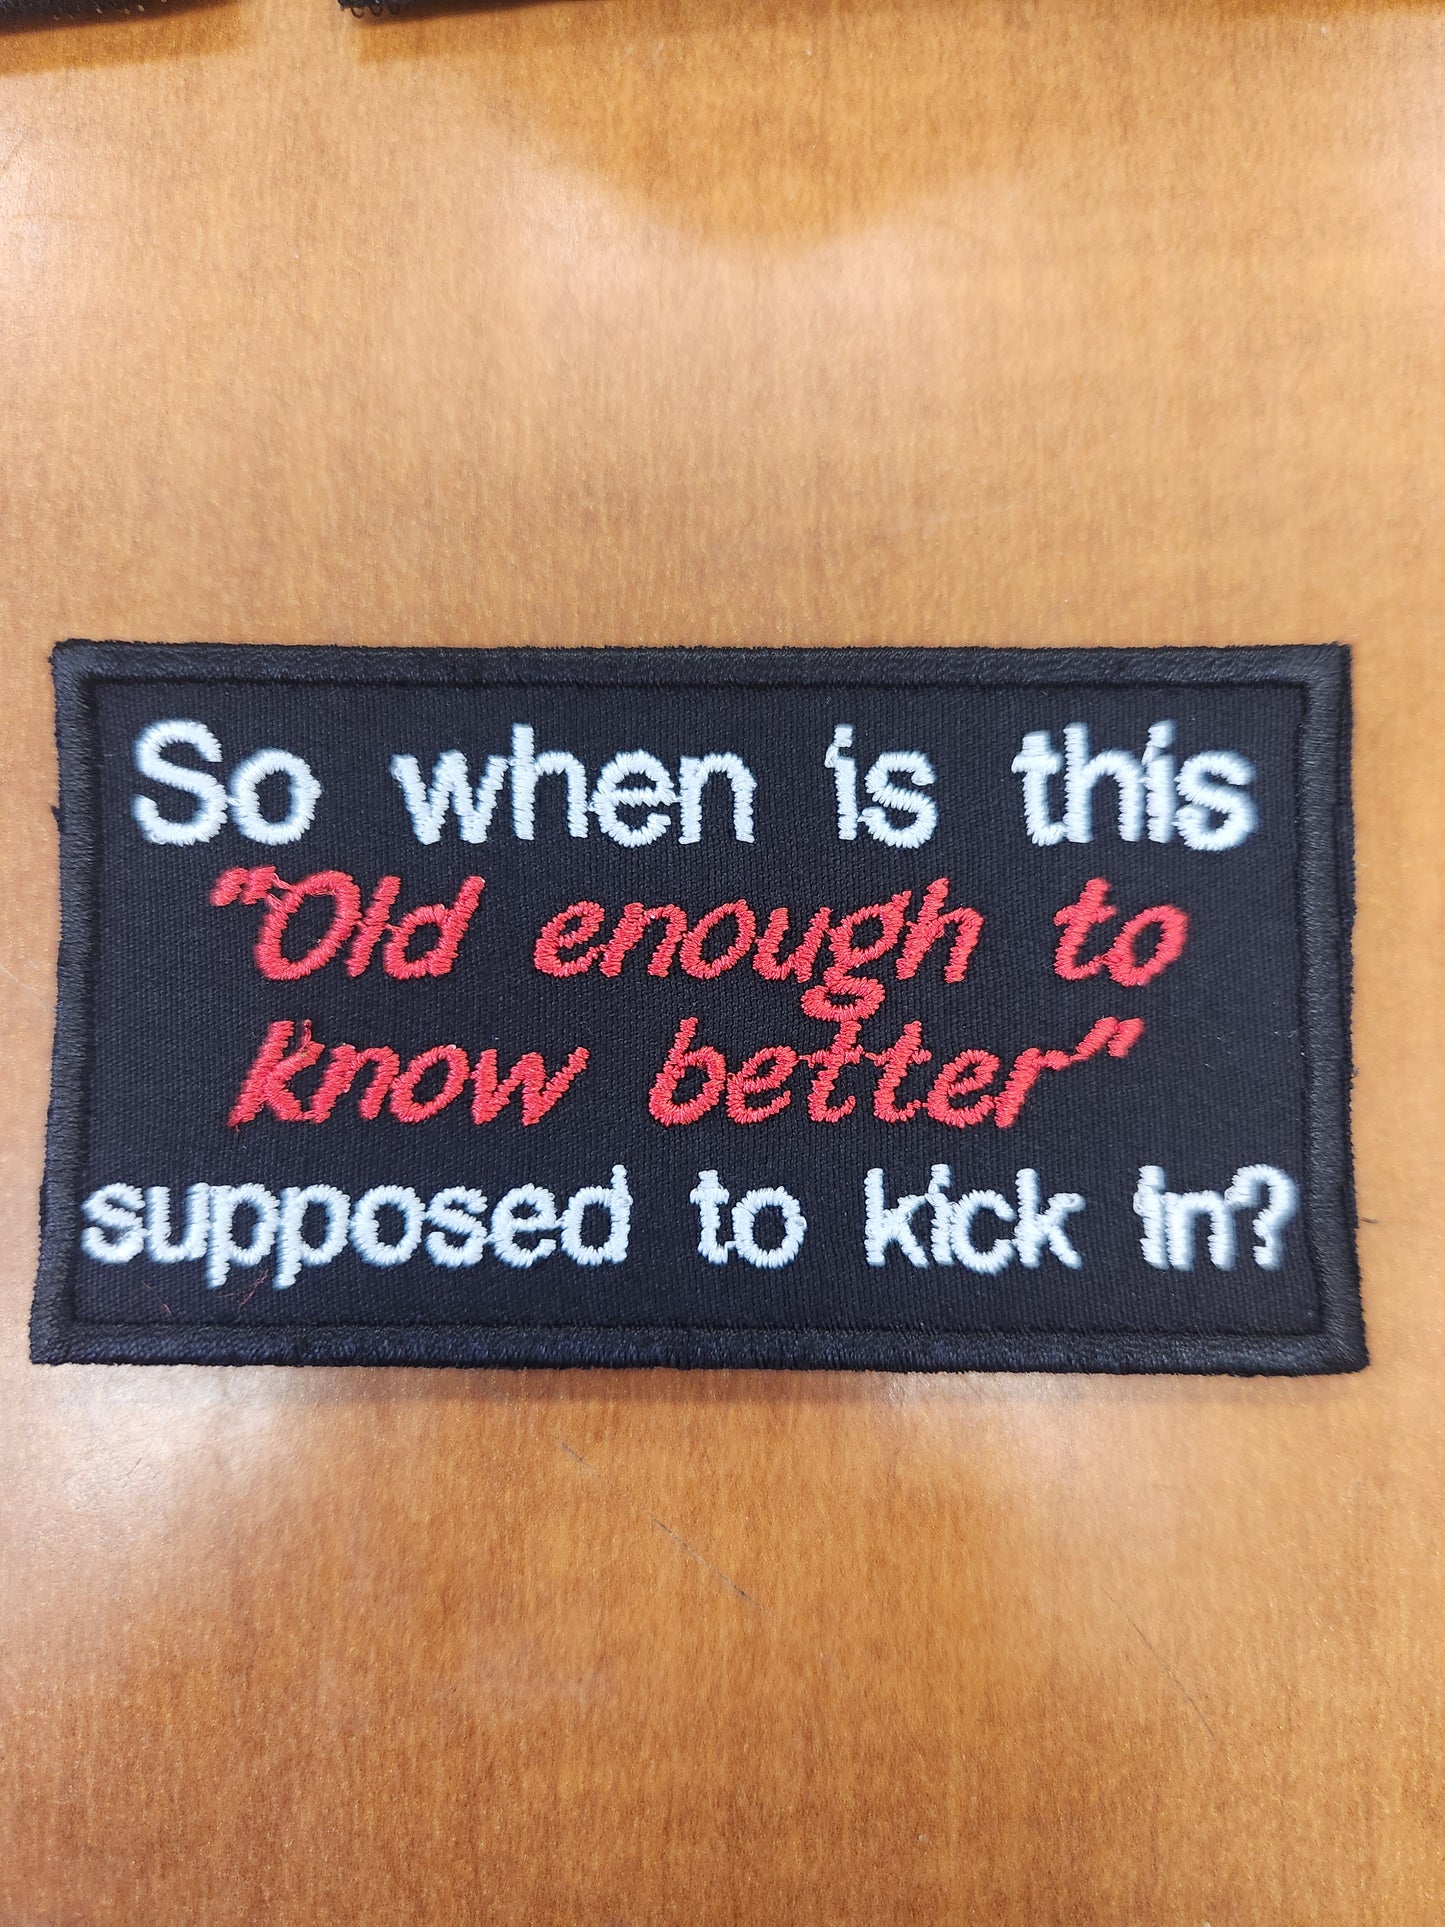 So when is this
"Old enough to
know better"
supposed to kick in?